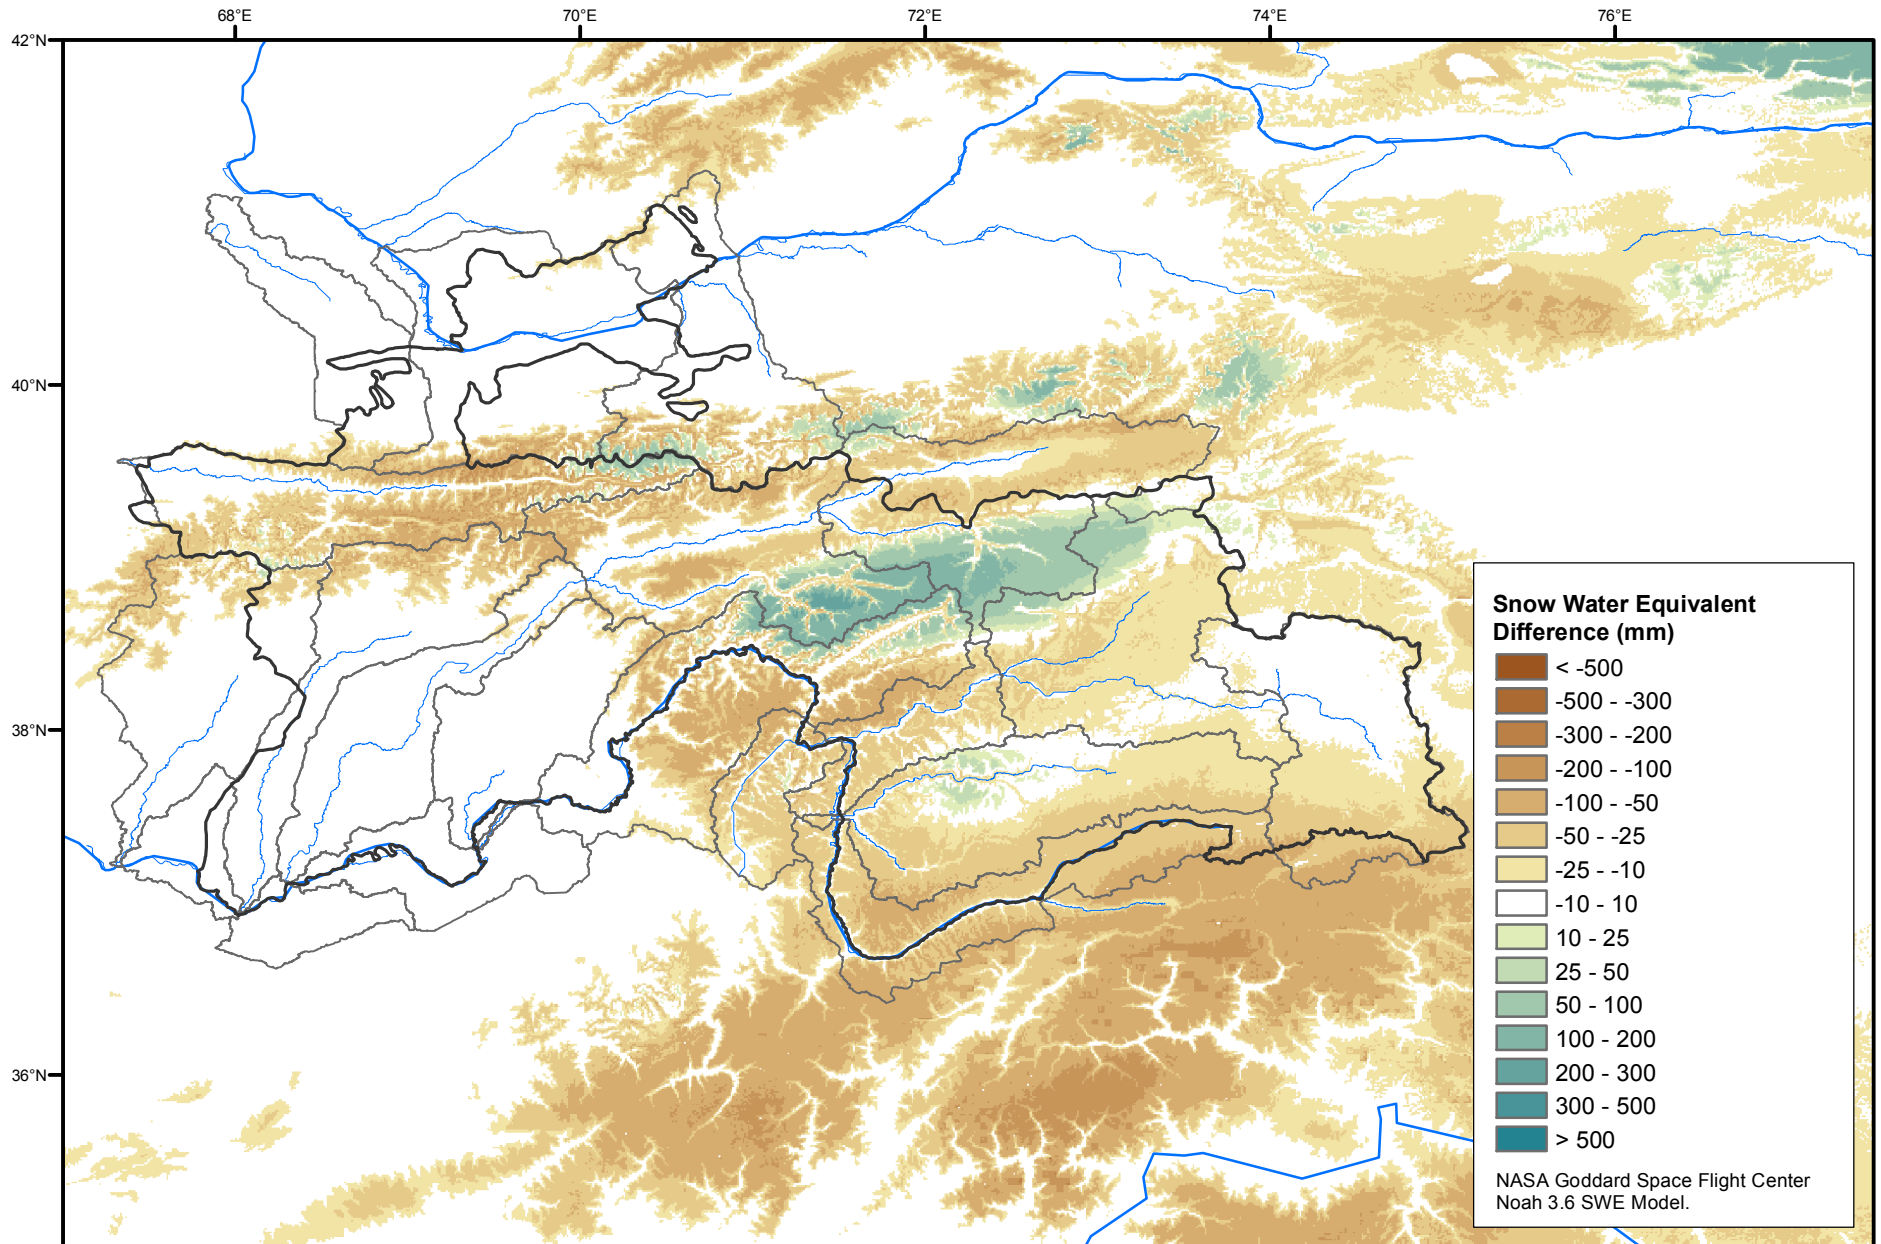 68°E 70°E 72°E 74°E 76°E
42°N
40°N
38°N
36°N
Snow Water Equivalent
Difference (mm)
< -500
-500 - -300
-300 - -200
-200 - -100
-100 - -50
-50 - -25
-25 - -10
-10 - 10
10 - 25
25 - 50
50 - 100
100 - 200
200 - 300
300 - 500
> 500
NASA Goddard Space Flight Center
Noah 3.6 SWE Model.